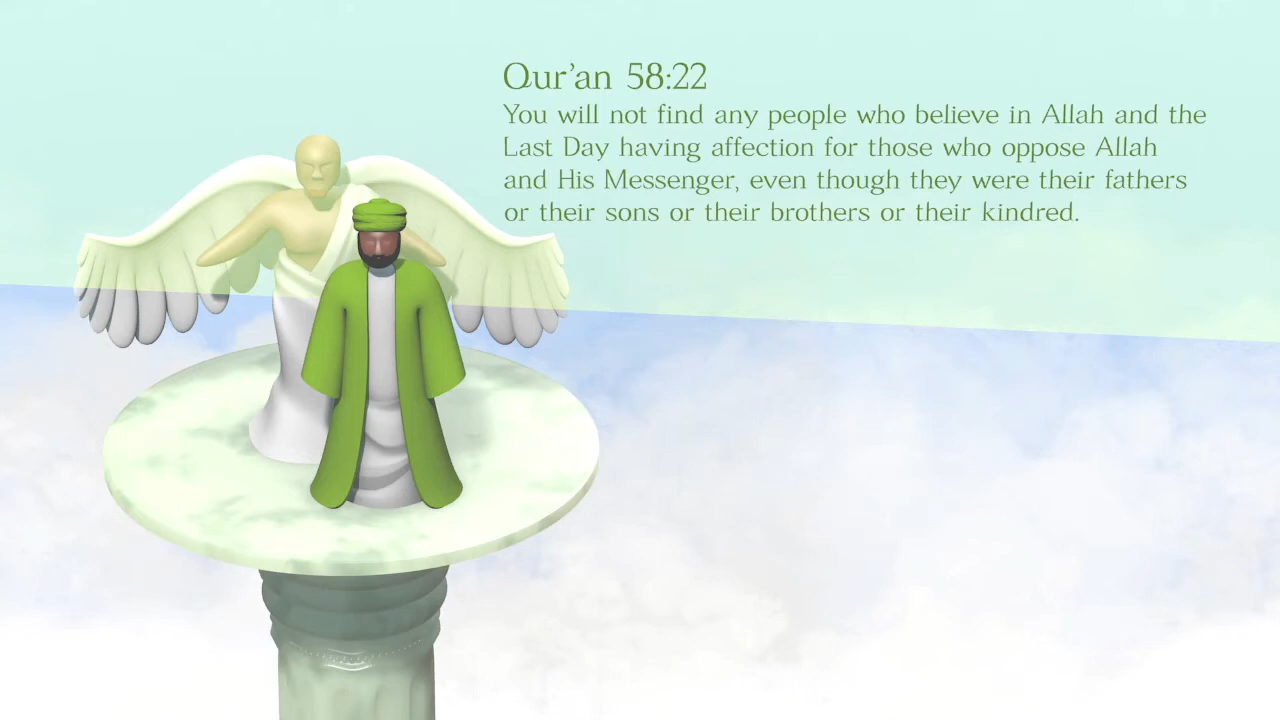 Qur’an 58:22
You will not find any people who believe in Allah and the
Last Day having affection for those who oppose Allah
and His Messenger, even though they were their fathers
or their sons or their brothers or their kindred.